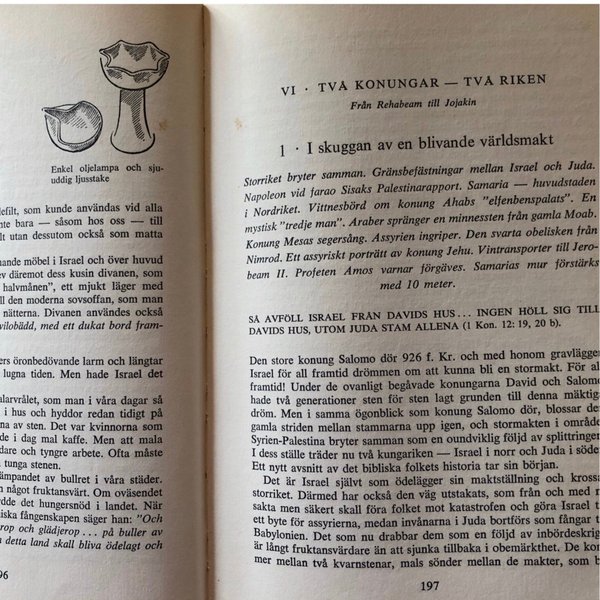 Enkel oljelampa och sju-
uddig ljusstake
defilt, som kunde användas vid alla
nte bara — såsom hos oss — till
lt utan dessutom också som matta
nande möbel i Israel och över huvud
ev däremot dess kusin divanen, som
halvmånen", ett mjukt läger med
ill den moderna sovsoffan, som man
nätterna. Divanen användes också
vilobädd, med ett dukat bord fram-
ers öronbedövande larm och längtar
lugna tiden. Men hade Israel det
alarvrålet, som man i våra dagar så
i hus och hyddor redan tidigt på
av sten. Det var kvinnorna som
de i dag mal kaffe. Men att mala
ardare och tyngre arbete. Ofta måste
tunga stenen.
ämpandet av bullret i våra städer.
n något fruktansvärt. Om oväsendet
ärdde det hungersnöd i landet. När
iska fångenskapen säger han: "Och
rop och glädjerop . . . på buller av
detta land skall bliva ödelagt och
96
VI · TVÅ KONUNGAR — TVÅ RIKEN
Från Rehabeam till Jojakin
1 · I skuggan av en blivande världsmakt
Storriket bryter samman. Gränsbefästningar mellan Israel och Juda.
Napoleon vid farao Sisaks Palestinarapport. Samaria — huvudstaden
i Nordriket. Vittnesbörd om konung Ahabs "elfenbenspalats". En
mystisk "tredje man". Araber spränger en minnessten från gamla Moab.
Konung Mesas segersång. Assyrien ingriper. Den svarta obelisken från
Nimrod. Ett assyriskt porträtt av konung Jehu. Vintransporter till Jero-
beam II. Profeten Amos varnar förgäves. Samarias mur förstärks
med 10 meter.
SÅ AVFÖLL ISRAEL FRÅN DAVIDS HUS . . . INGEN HÖLL SIG TILL
DAVIDS HUS, UTOM JUDA STAM ALLENA (1 Kon. 12: 19, 20 b).
Den store konung Salomo dör 926 f. Kr. och med honom gravlägger
Israel för all framtid drömmen om att kunna bli en stormakt. För all
framtid! Under de ovanligt begåvade konungarna David och Salomo
hade två generationer sten för sten lagt grunden till denna mäktiga
dröm. Men i samma ögonblick som konung Salomo dör, blossar den
gamla striden mellan stammarna upp igen, och stormakten i området
Syrien-Palestina bryter samman som en oundviklig följd av splittringen.
I dess ställe träder nu två kungariken — Israel i norr och Juda i söder.
Ett nytt avsnitt av det bibliska folkets historia tar sin början.
Det är Israel självt som ödelägger sin maktställning och krossar
storriket. Därmed har också den väg utstakats, som från och med nu
sakta men säkert skall föra folket mot katastrofen och göra Israel till
ett byte för assyrierna, medan invånarna i Juda bortförs som fångar till
Babylonien. Det som nu drabbar dem som en följd av inbördeskrig
är långt fruktansvärdare än att sjunka tillbaka i obemärkthet. De kom-
mer mellan två kvarnstenar, mals sönder mellan de makter, som
197